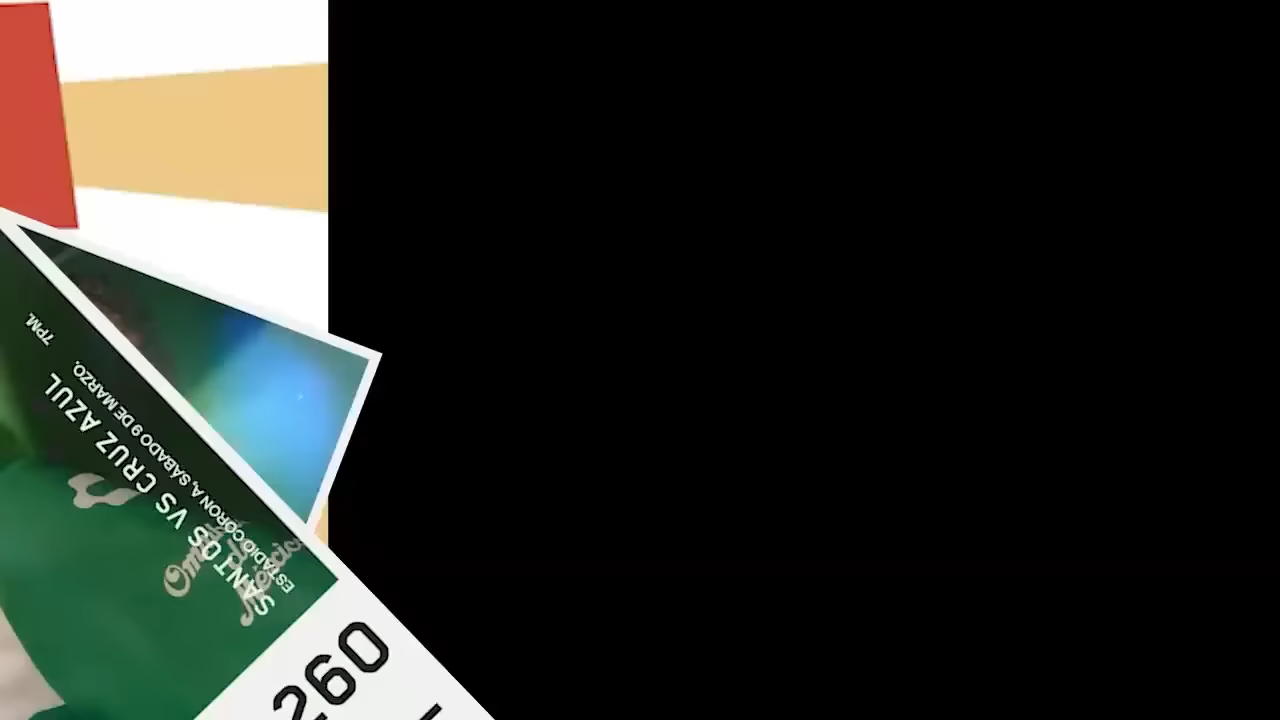 7PM.
SANTOS VS CRUZ AZUL
ESTADIO CORONA, SÁBADO 9 DE MARZO.
260